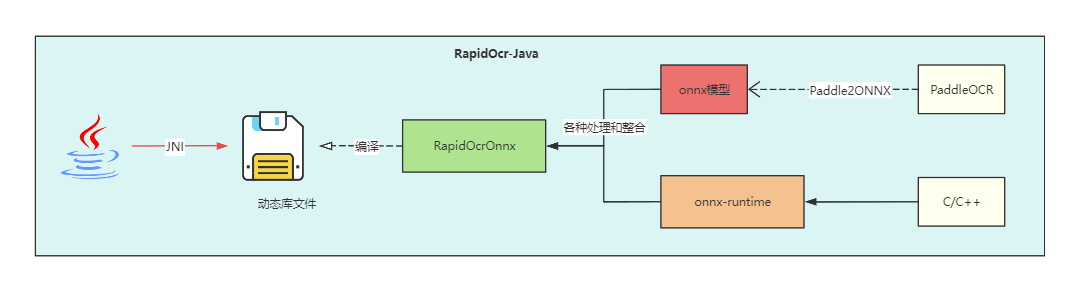 RapidOcr-Java
onnx模型
Paddle2ONNX
PaddleOCR
各种处理和整合
JNI
编译
RapidOcrOnnx
动态库文件
onnx-runtime
C/C++